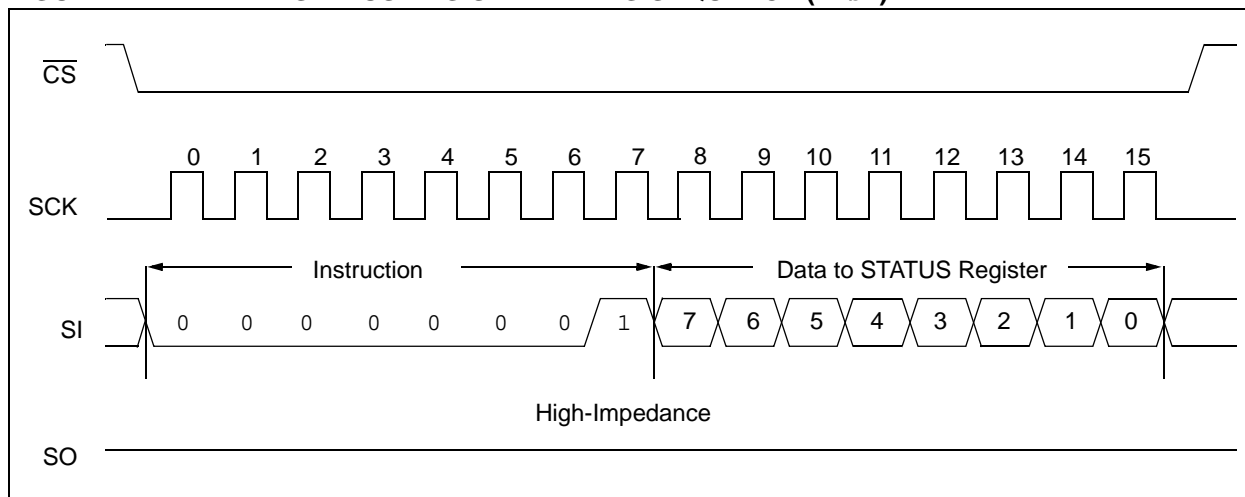 CS
0 1 2 3 4 5 6 7 8 9 10 11 12 13 14 15
SCK
Instruction Data to STATUS Register
SI 0 0 0 0 0 0 0 1 7 6 5 4 3 2 1 0
High-Impedance
SO